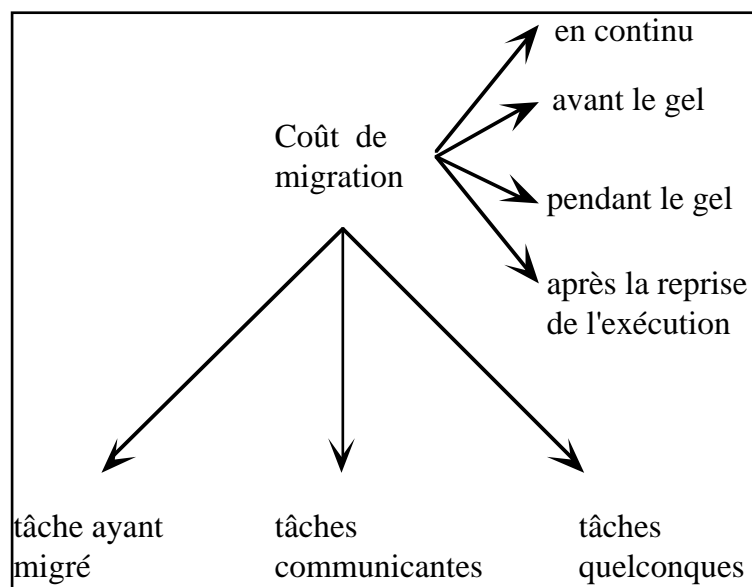 en continu
avant le gel
Coût de
migration
pendant le gel
après la reprise
de l'exécution
tâche ayant
migré
tâches
communicantes
tâches
quelconques